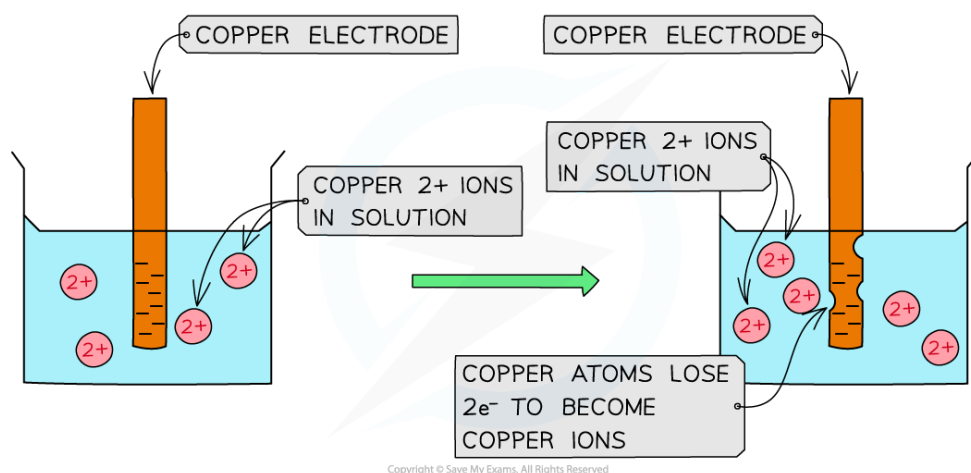 COPPER ELECTRODE
COPPER ELECTRODE
COPPER 2+ IONS
IN SOLUTION
COPPER 2+ IONS
IN SOLUTION
2+
2+
2+
2+
2+
2+
2+
2+
2+
COPPER ATOMS LOSE
2e⁻ TO BECOME
COPPER IONS
Copyright © Save My Exams. All Rights Reserved